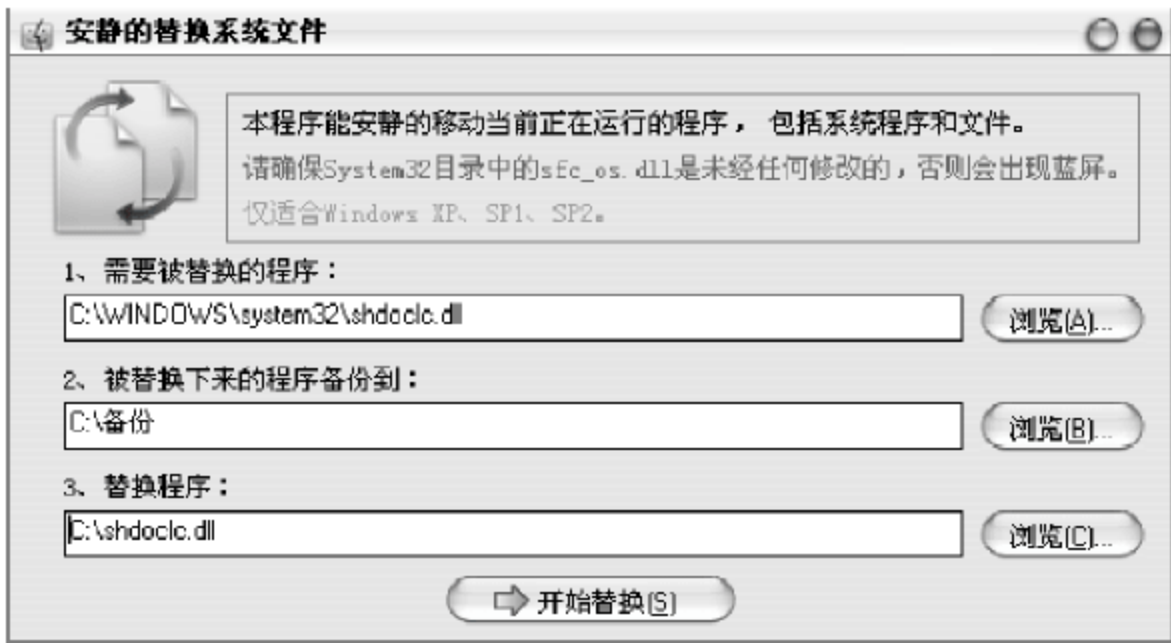 安静的替换系统文件
本程序能安静的移动当前正在运行的程序， 包括系统程序和文件。
请确保System32目录中的sfc_os.dll是未经任何修改的，否则会出现蓝屏。
仅适合Windows XP、SP1、SP2。
1、需要被替换的程序：
C:\WINDOWS\system32\shdoclc.dll
浏览(A)...
2、被替换下来的程序备份到：
C:\备份
浏览(B)...
3、替换程序：
C:\shdoclc.dll
浏览(C)...
开始替换(S)